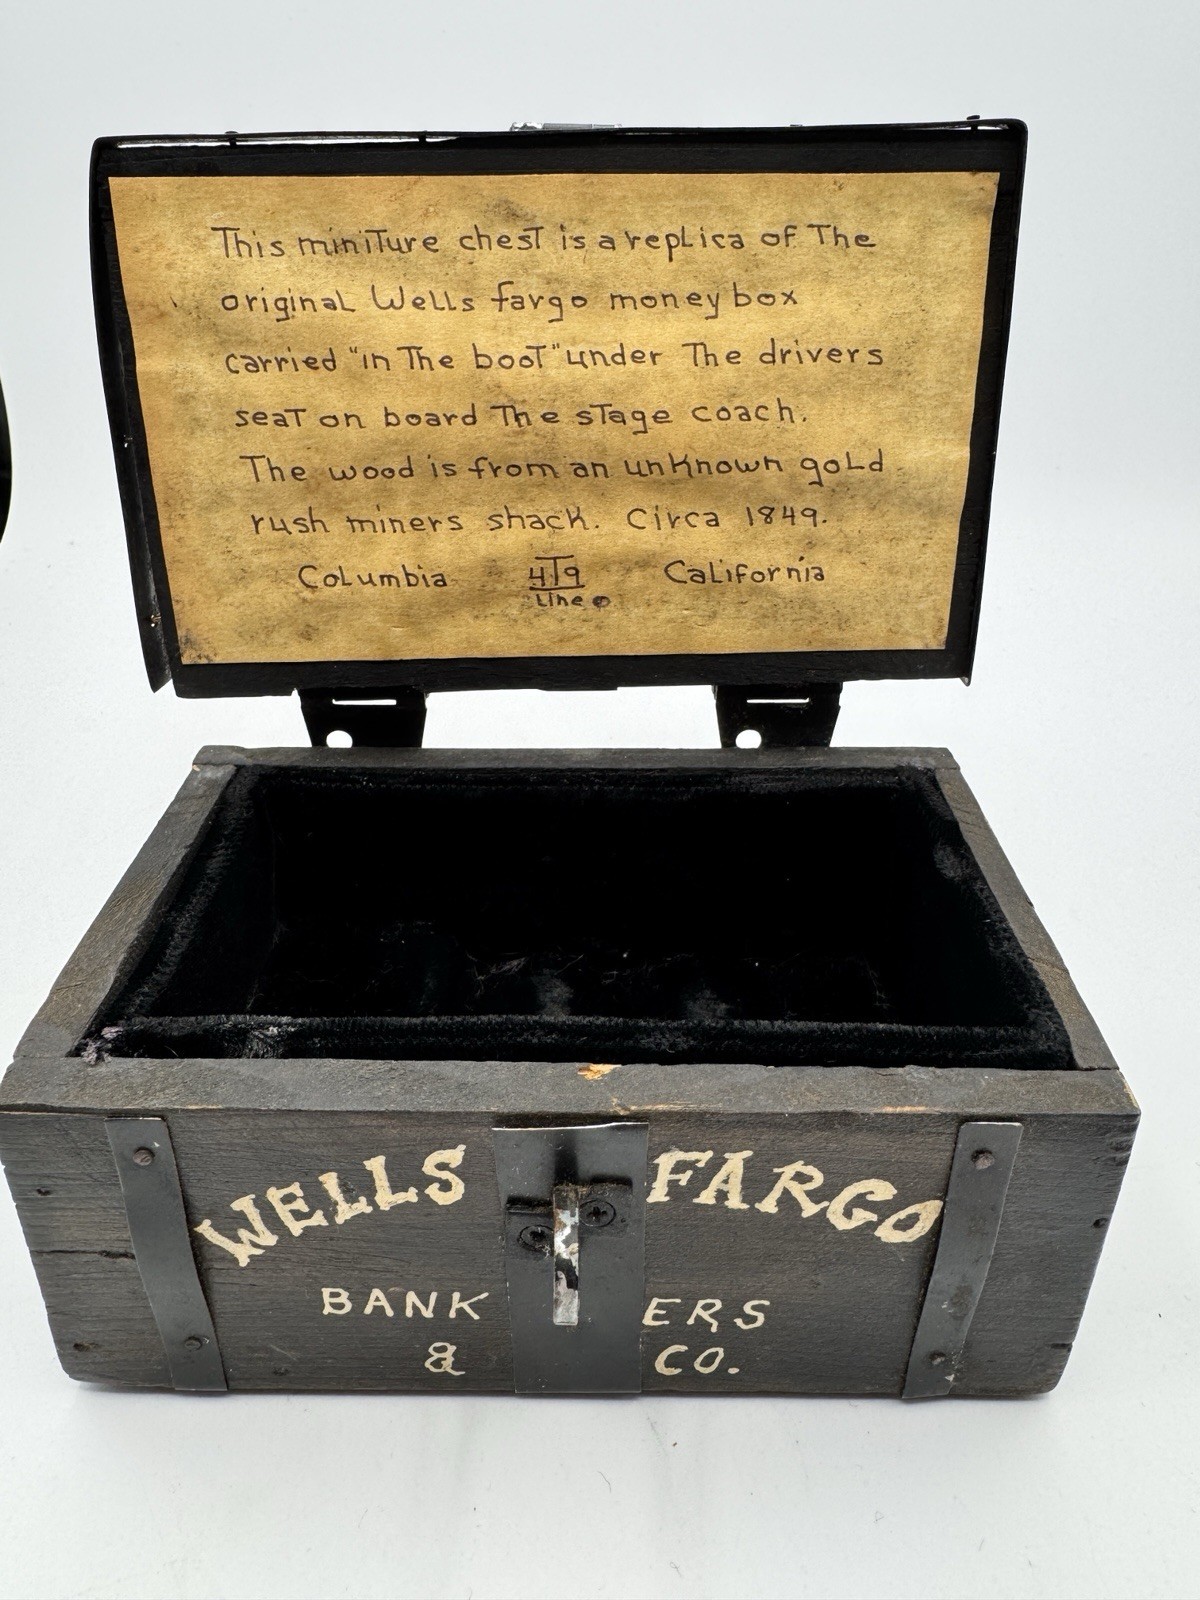 This miniture chest is a replica of The
original Wells fargo money box
carried "in The boot" under The drivers
seat on board The stage coach.
The wood is from an unknown gold
rush miners shack. Circa 1849.
Columbia 4T9 California
Line
WELLS FARGO
BANK ERS
& CO.